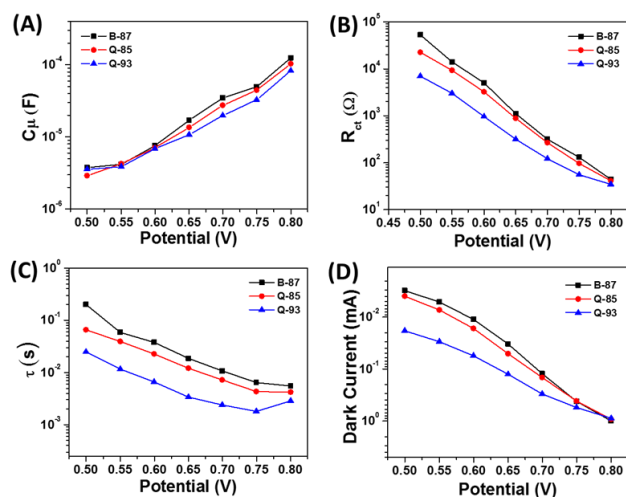 (A)
B-87
Q-85
Q-93
Cμ (F)
10⁻⁴
10⁻⁵
10⁻⁶
0.50 0.55 0.60 0.65 0.70 0.75 0.80
Potential (V)
(B)
B-87
Q-85
Q-93
Rct (Ω)
10⁵
10⁴
10³
10²
10¹
0.45 0.50 0.55 0.60 0.65 0.70 0.75 0.80
Potential (V)
(C)
B-87
Q-85
Q-93
τ (s)
10⁰
10⁻¹
10⁻²
10⁻³
0.50 0.55 0.60 0.65 0.70 0.75 0.80
Potential (V)
(D)
B-87
Q-85
Q-93
Dark Current (mA)
10⁻²
10⁻¹
10⁰
0.50 0.55 0.60 0.65 0.70 0.75 0.80
Potential (V)